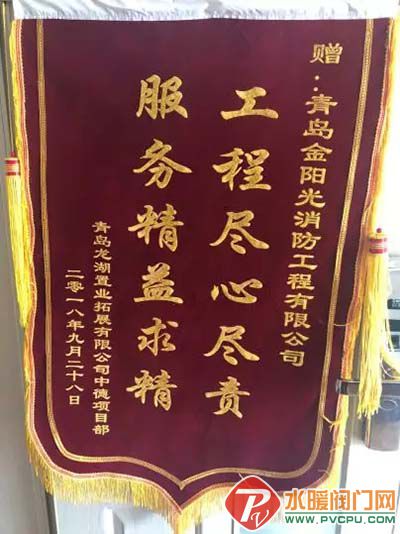 赠：青岛金阳光消防工程有限公司
工程尽心尽责
服务精益求精
青岛龙湖置业拓展有限公司中德项目部
二零一八年九月二十八日
水暖阀门网
www.PVCPU.com